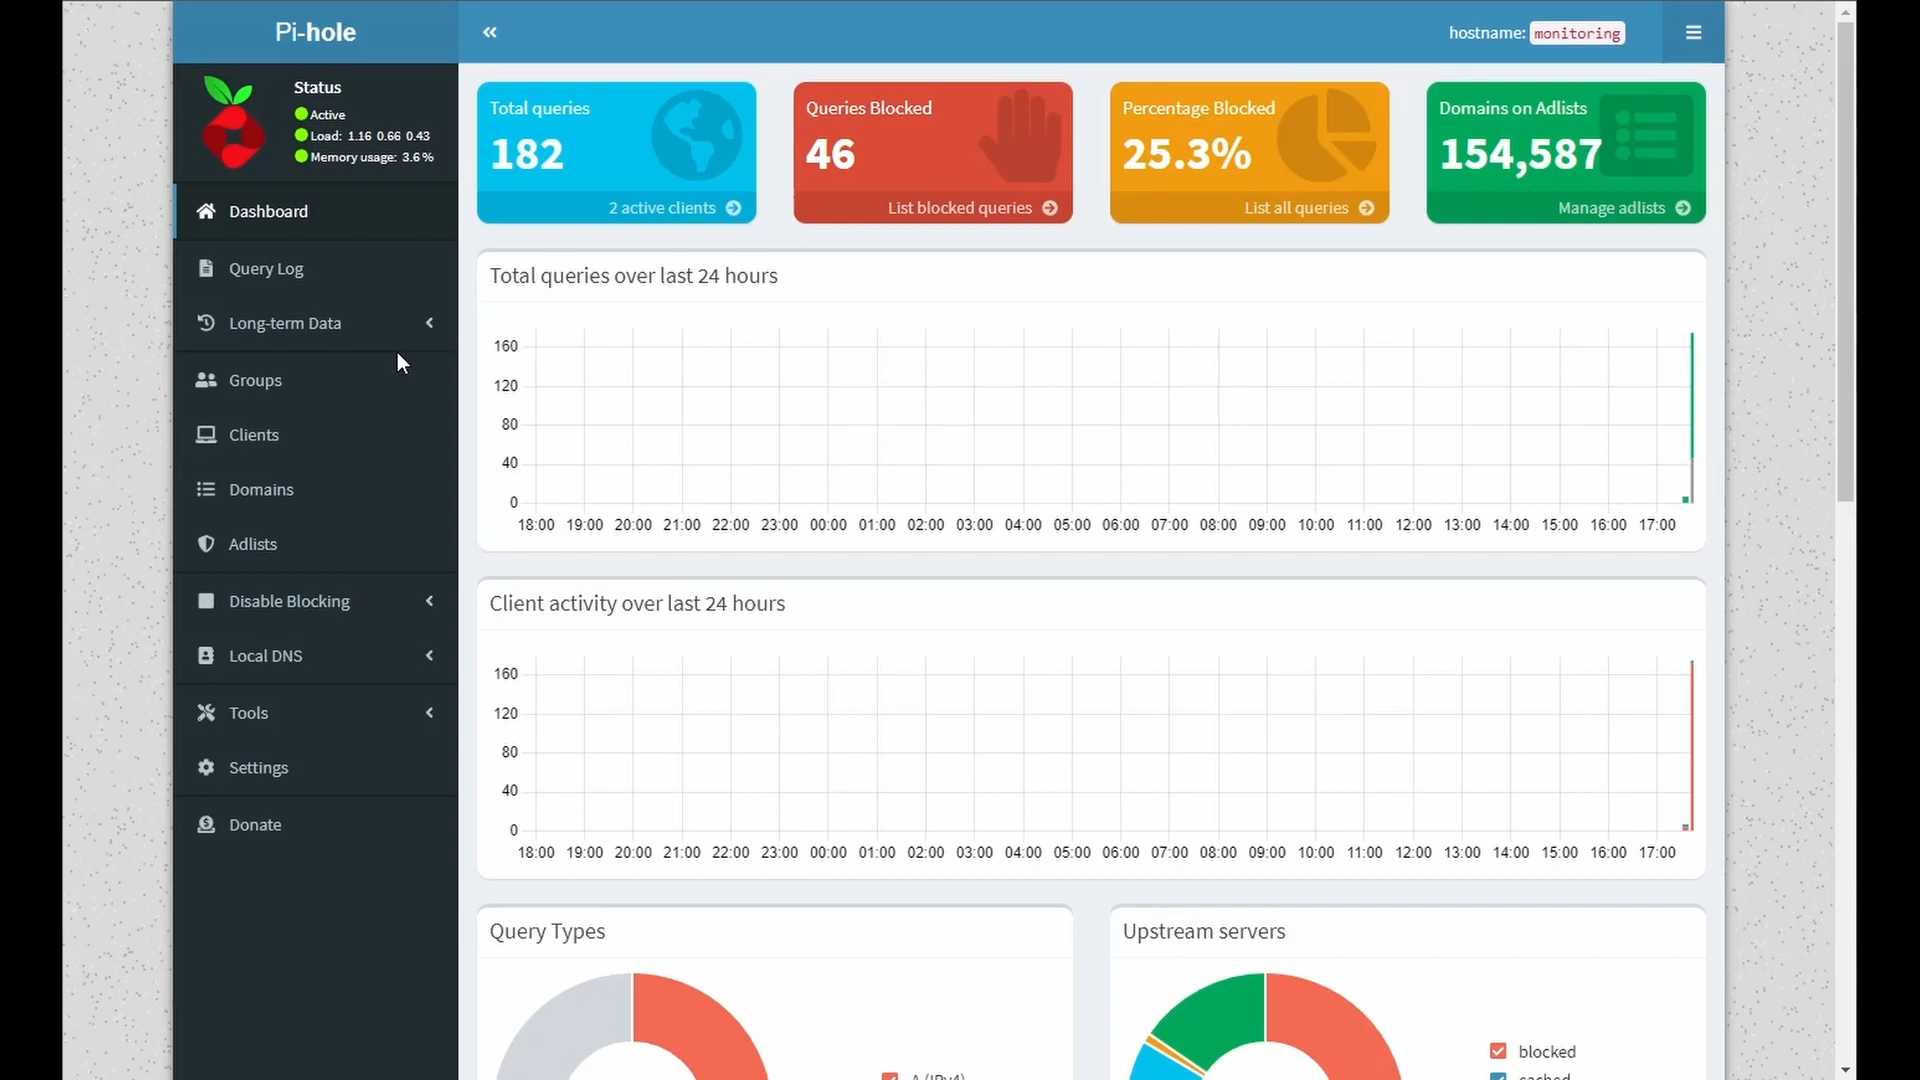 Pi-hole
«
hostname: monitoring
Status
Active
Load: 1.16 0.66 0.43
Memory usage: 3.6 %
Dashboard
Query Log
Long-term Data
Groups
Clients
Domains
Adlists
Disable Blocking
Local DNS
Tools
Settings
Donate
Total queries
182
2 active clients
Queries Blocked
46
List blocked queries
Percentage Blocked
25.3%
List all queries
Domains on Adlists
154,587
Manage adlists
Total queries over last 24 hours
160
120
80
40
0
18:00 19:00 20:00 21:00 22:00 23:00 00:00 01:00 02:00 03:00 04:00 05:00 06:00 07:00 08:00 09:00 10:00 11:00 12:00 13:00 14:00 15:00 16:00 17:00
Client activity over last 24 hours
160
120
80
40
0
18:00 19:00 20:00 21:00 22:00 23:00 00:00 01:00 02:00 03:00 04:00 05:00 06:00 07:00 08:00 09:00 10:00 11:00 12:00 13:00 14:00 15:00 16:00 17:00
Query Types
A (IPv4)
Upstream servers
blocked
cached